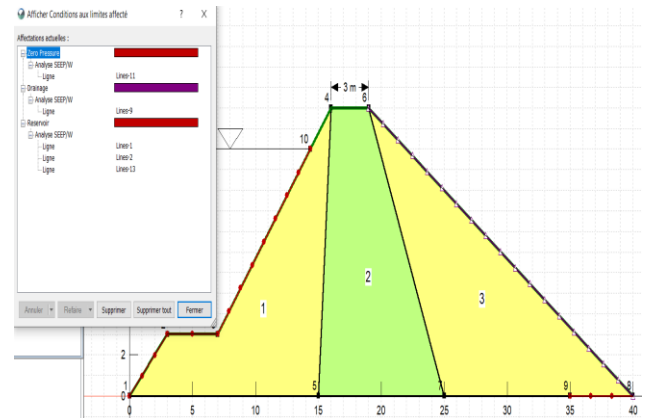 Afficher Conditions aux limites affecté ? X
Affectations actuelles :
Zero Pressure
Analyse SEEP/W
Ligne Lines-11
Drainage
Analyse SEEP/W
Ligne Lines-9
Reservoir
Analyse SEEP/W
Ligne Lines-1
Ligne Lines-2
Ligne Lines-13
Annuler Refaire Supprimer Supprimer tout Fermer
3 m
4 6
10
2
1
3
2
1 5 7 9 8
0
0 5 10 15 20 25 30 35 40